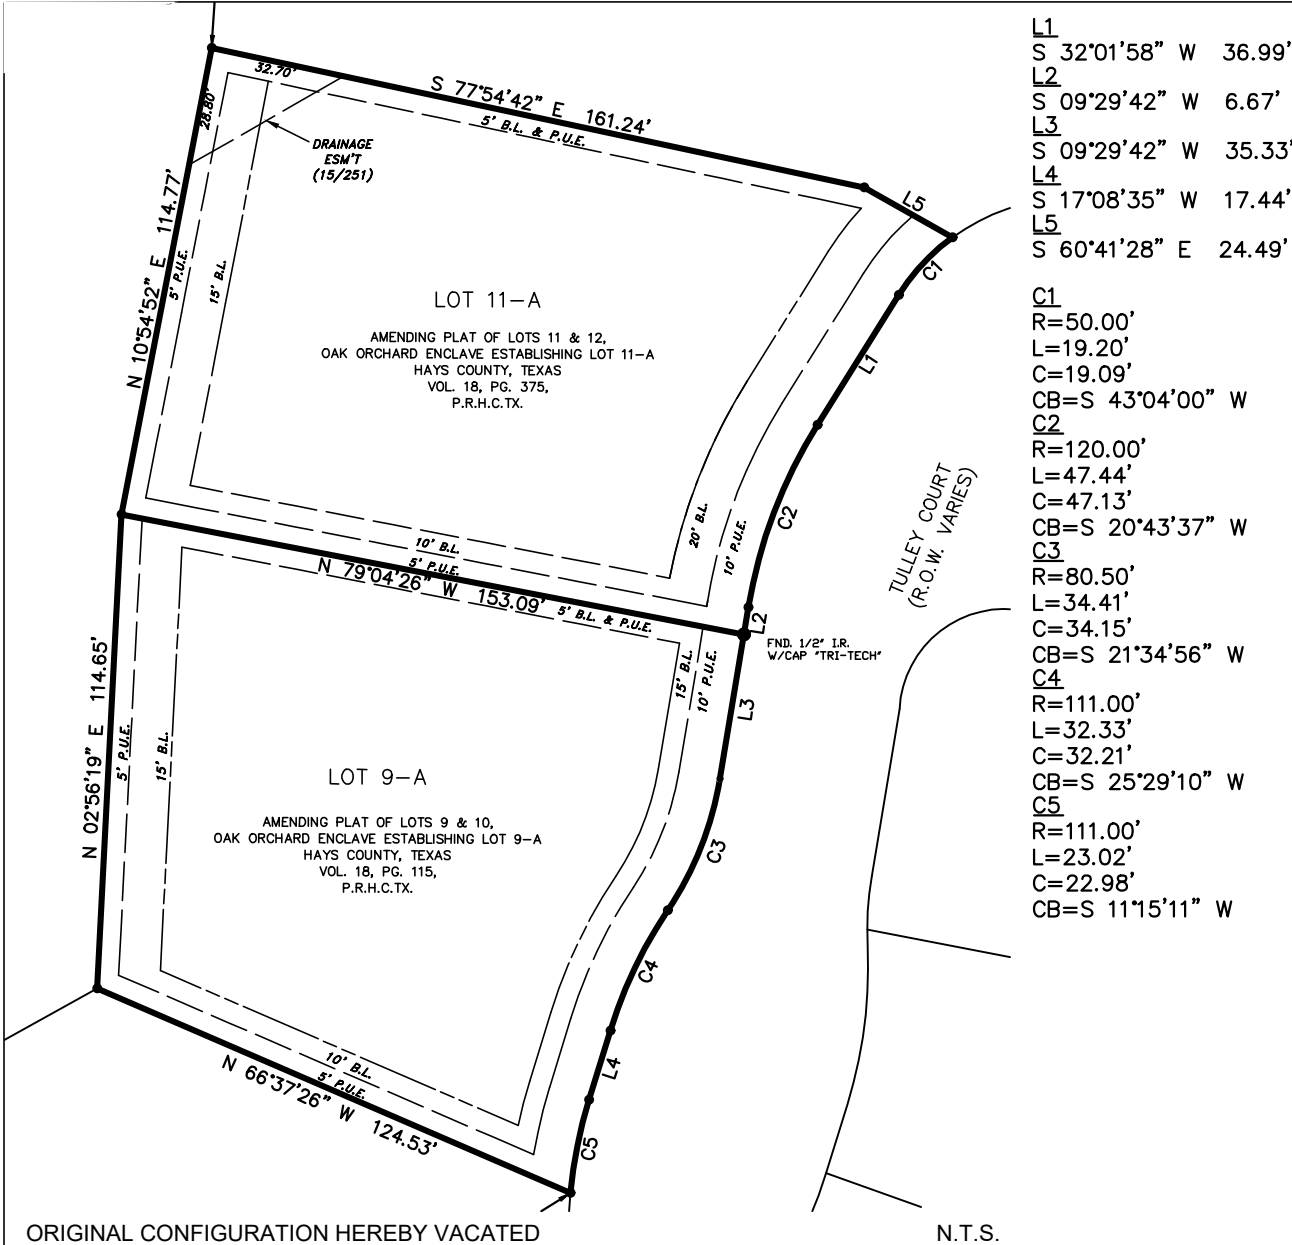 32.70'
28.80'
S 77°54'42" E 161.24'
5' B.L. & P.U.E.
DRAINAGE
ESM'T
(15/251)
N 10°54'52" E 114.77'
5' P.U.E.
15' B.L.
L5
C1
L1
C2
LOT 11-A
AMENDING PLAT OF LOTS 11 & 12,
OAK ORCHARD ENCLAVE ESTABLISHING LOT 11-A
HAYS COUNTY, TEXAS
VOL. 18, PG. 375,
P.R.H.C.TX.
20' B.L.
10' P.U.E.
TULLEY COURT
(R.O.W. VARIES)
10' B.L.
5' P.U.E.
N 79°04'26" W 153.09'
5' B.L. & P.U.E.
L2
FND. 1/2" I.R.
W/CAP "TRI-TECH"
15' B.L.
10' P.U.E.
L3
N 02°56'19" E 114.65'
5' P.U.E.
15' B.L.
LOT 9-A
AMENDING PLAT OF LOTS 9 & 10,
OAK ORCHARD ENCLAVE ESTABLISHING LOT 9-A
HAYS COUNTY, TEXAS
VOL. 18, PG. 115,
P.R.H.C.TX.
C3
C4
L4
C5
10' B.L.
5' P.U.E.
N 66°37'26" W 124.53'
ORIGINAL CONFIGURATION HEREBY VACATED
N.T.S.
L1
S 32°01'58" W 36.99'
L2
S 09°29'42" W 6.67'
L3
S 09°29'42" W 35.33'
L4
S 17°08'35" W 17.44'
L5
S 60°41'28" E 24.49'
C1
R=50.00'
L=19.20'
C=19.09'
CB=S 43°04'00" W
C2
R=120.00'
L=47.44'
C=47.13'
CB=S 20°43'37" W
C3
R=80.50'
L=34.41'
C=34.15'
CB=S 21°34'56" W
C4
R=111.00'
L=32.33'
C=32.21'
CB=S 25°29'10" W
C5
R=111.00'
L=23.02'
C=22.98'
CB=S 11°15'11" W